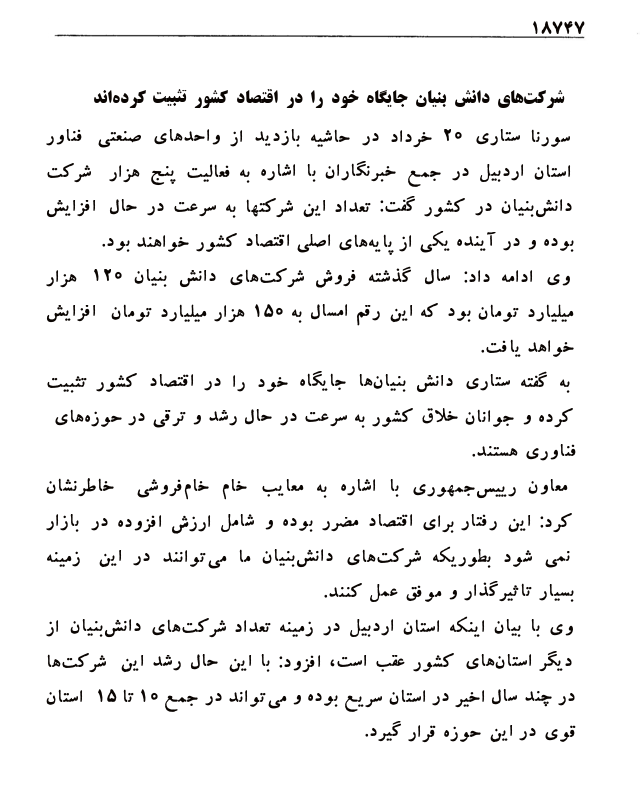 ۱۸۷۴۷
شرکت‌های دانش بنیان جایگاه خود را در اقتصاد کشور تثبیت کرده‌اند
سورنا ستاری ۲۰ خرداد در حاشیه بازدید از واحدهای صنعتی فناور
استان اردبیل در جمع خبرنگاران با اشاره به فعالیت پنج هزار شرکت
دانش‌بنیان در کشور گفت: تعداد این شرکتها به سرعت در حال افزایش
بوده و در آینده یکی از پایه‌های اصلی اقتصاد کشور خواهند بود.
وی ادامه داد: سال گذشته فروش شرکت‌های دانش بنیان ۱۲۰ هزار
میلیارد تومان بود که این رقم امسال به ۱۵۰ هزار میلیارد تومان افزایش
خواهد یافت.
به گفته ستاری دانش بنیان‌ها جایگاه خود را در اقتصاد کشور تثبیت
کرده و جوانان خلاق کشور به سرعت در حال رشد و ترقی در حوزه‌های
فناوری هستند.
معاون رییس‌جمهوری با اشاره به معایب خام خام‌فروشی خاطرنشان
کرد: این رفتار برای اقتصاد مضرر بوده و شامل ارزش افزوده در بازار
نمی شود بطوریکه شرکت‌های دانش‌بنیان ما می‌توانند در این زمینه
بسیار تاثیرگذار و موفق عمل کنند.
وی با بیان اینکه استان اردبیل در زمینه تعداد شرکت‌های دانش‌بنیان از
دیگر استان‌های کشور عقب است، افزود: با این حال رشد این شرکت‌ها
در چند سال اخیر در استان سریع بوده و می‌تواند در جمع ۱۰ تا ۱۵ استان
قوی در این حوزه قرار گیرد.